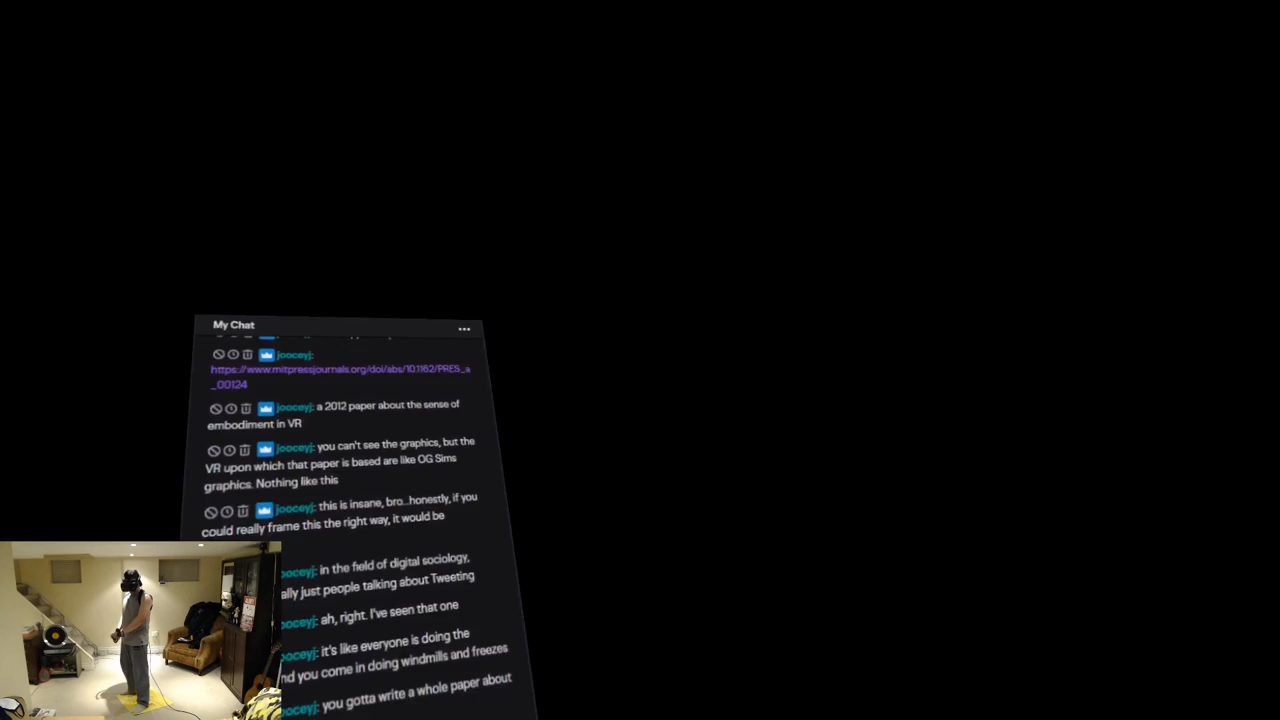 My Chat
jooceyj:
https://www.mitpressjournals.org/doi/abs/10.1162/PRES_a
_00124
jooceyj: a 2012 paper about the sense of
embodiment in VR
jooceyj: you can't see the graphics, but the
VR upon which that paper is based are like OG Sims
graphics. Nothing like this
jooceyj: this is insane, bro...honestly, if you
could really frame this the right way, it would be
ooceyj: in the field of digital sociology,
ally just people talking about Tweeting
ooceyj: ah, right. I've seen that one
ooceyj: it's like everyone is doing the
nd you come in doing windmills and freezes
ooceyj: you gotta write a whole paper about